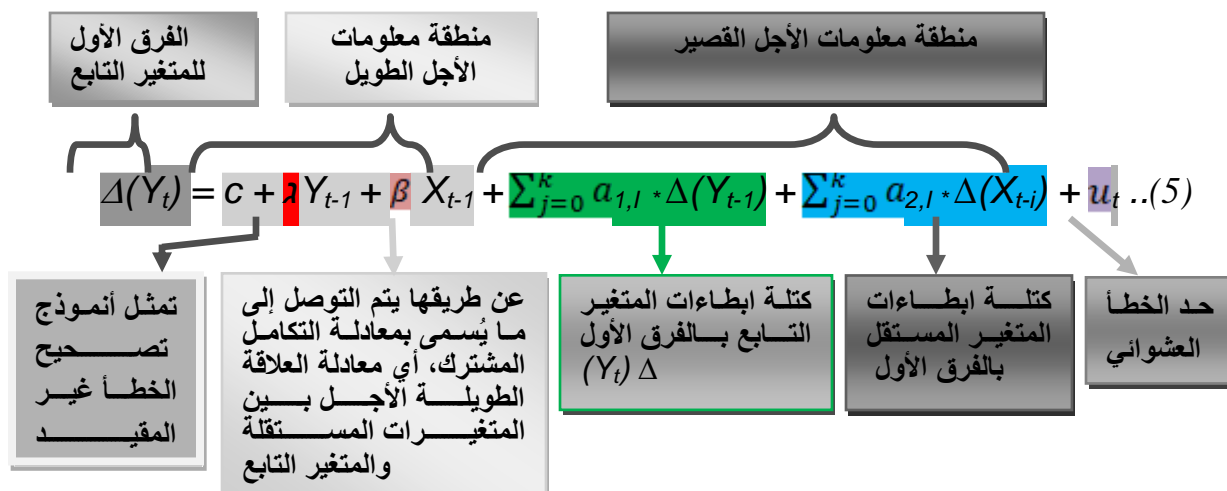 منطقة معلومات الأجل القصير
منطقة معلومات
الأجل الطويل
الفرق الأول
للمتغير التابع
Δ(Yₜ) = c + λ Yₜ₋₁ + β Xₜ₋₁ + ∑ᵏⱼ₌₀ a₁,ₗ * Δ(Yₜ₋₁) + ∑ᵏⱼ₌₀ a₂,ₗ * Δ(Xₜ₋ᵢ) + uₜ ..(5)
حد الخطأ
العشوائي
كتلة ابطاءات
المتغير المستقل
بالفرق الأول
كتلة ابطاءات المتغير
التابع بالفرق الأول
(Yₜ) Δ
عن طريقها يتم التوصل إلى
ما يُسمى بمعادلة التكامل
المشترك، أي معادلة العلاقة
الطويلة الأجل بين
المتغيرات المستقلة
والمتغير التابع
تمثل أنموذج
تصحيح
الخطأ غير
المقيد